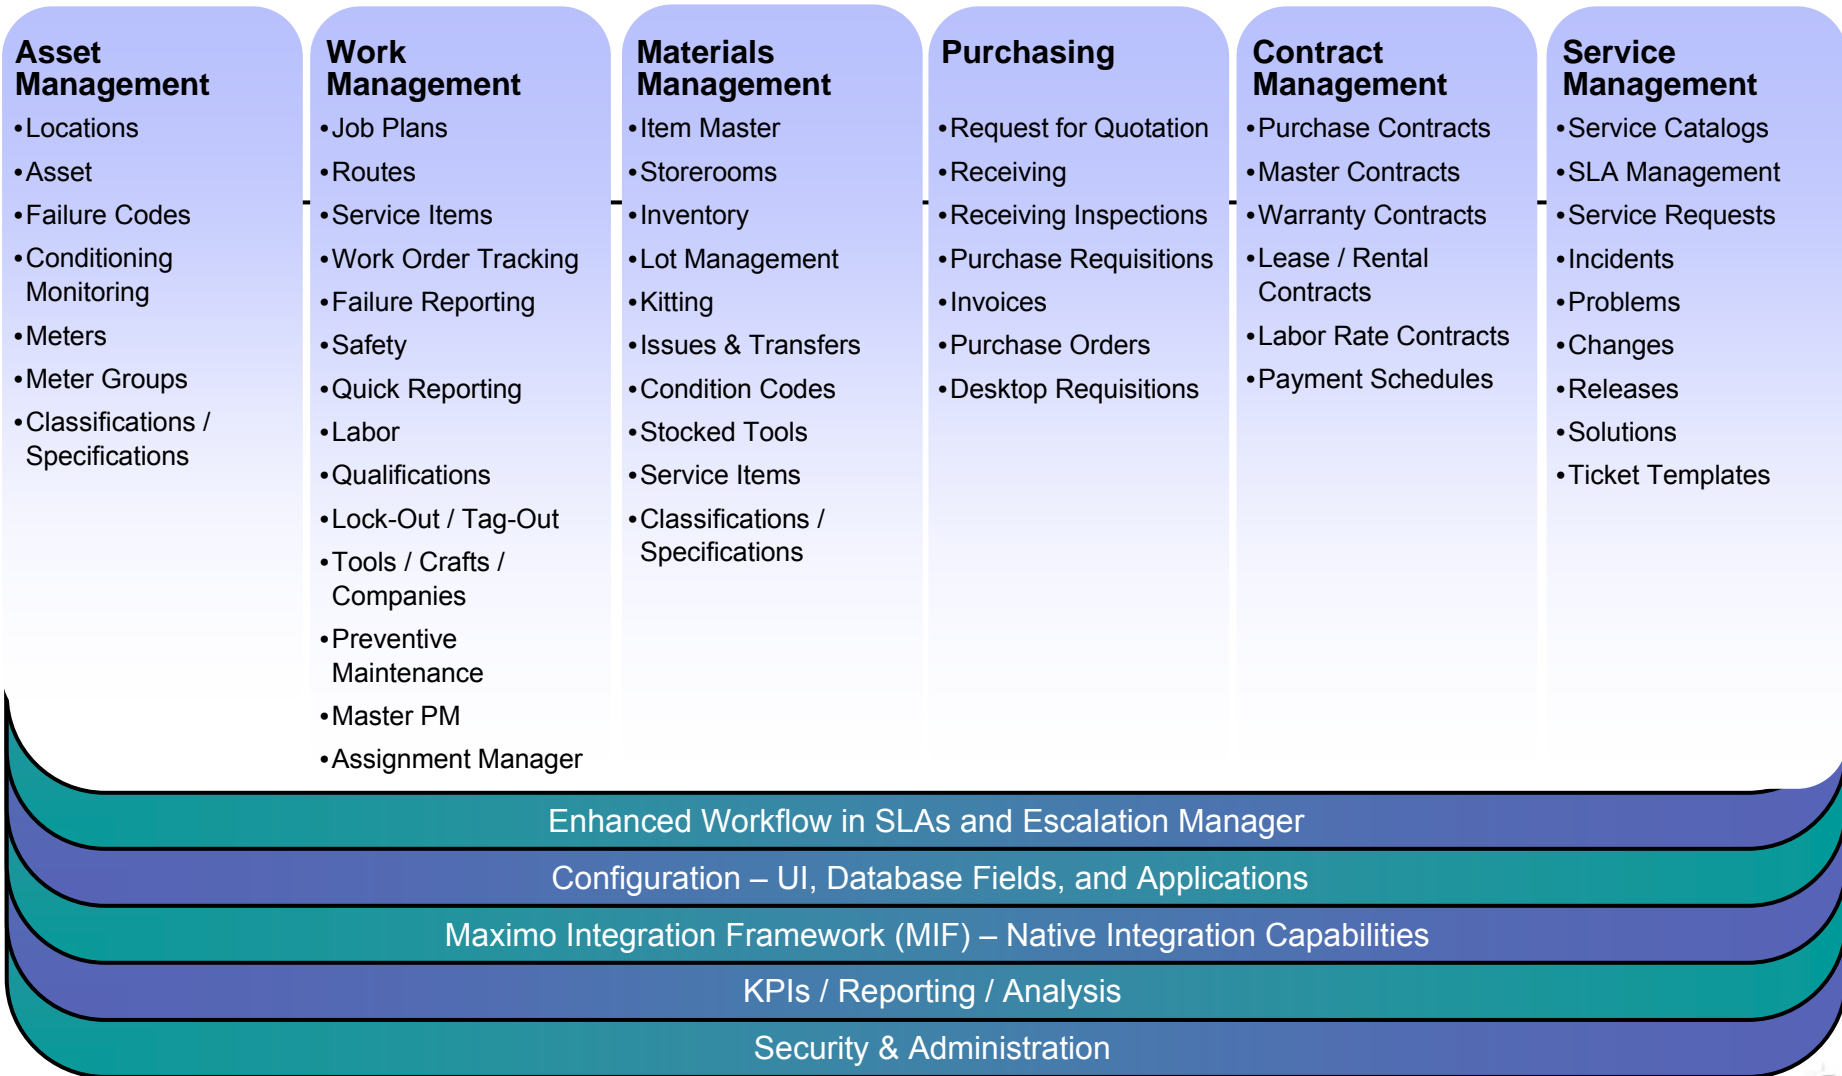 Asset
Management
•Locations
•Asset
•Failure Codes
•Conditioning
Monitoring
•Meters
•Meter Groups
•Classifications /
Specifications
Work
Management
•Job Plans
•Routes
•Service Items
•Work Order Tracking
•Failure Reporting
•Safety
•Quick Reporting
•Labor
•Qualifications
•Lock-Out / Tag-Out
•Tools / Crafts /
Companies
•Preventive
Maintenance
•Master PM
•Assignment Manager
Materials
Management
•Item Master
•Storerooms
•Inventory
•Lot Management
•Kitting
•Issues & Transfers
•Condition Codes
•Stocked Tools
•Service Items
•Classifications /
Specifications
Purchasing
•Request for Quotation
•Receiving
•Receiving Inspections
•Purchase Requisitions
•Invoices
•Purchase Orders
•Desktop Requisitions
Contract
Management
•Purchase Contracts
•Master Contracts
•Warranty Contracts
•Lease / Rental
Contracts
•Labor Rate Contracts
•Payment Schedules
Service
Management
•Service Catalogs
•SLA Management
•Service Requests
•Incidents
•Problems
•Changes
•Releases
•Solutions
•Ticket Templates
Enhanced Workflow in SLAs and Escalation Manager
Configuration – UI, Database Fields, and Applications
Maximo Integration Framework (MIF) – Native Integration Capabilities
KPIs / Reporting / Analysis
Security & Administration